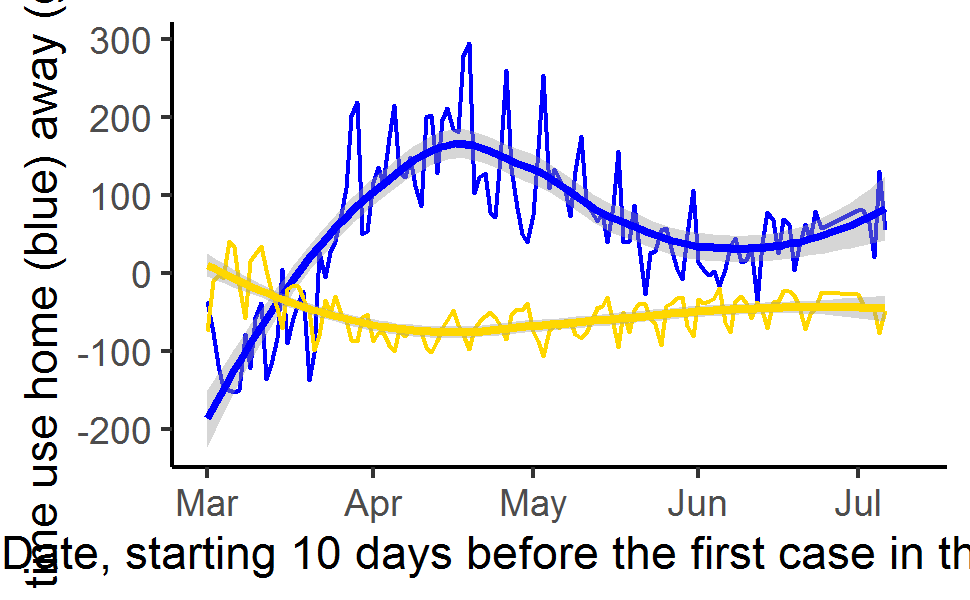 time use home (blue) away (
300
200
100
0
-100
-200
Mar Apr May Jun Jul
Date, starting 10 days before the first case in th